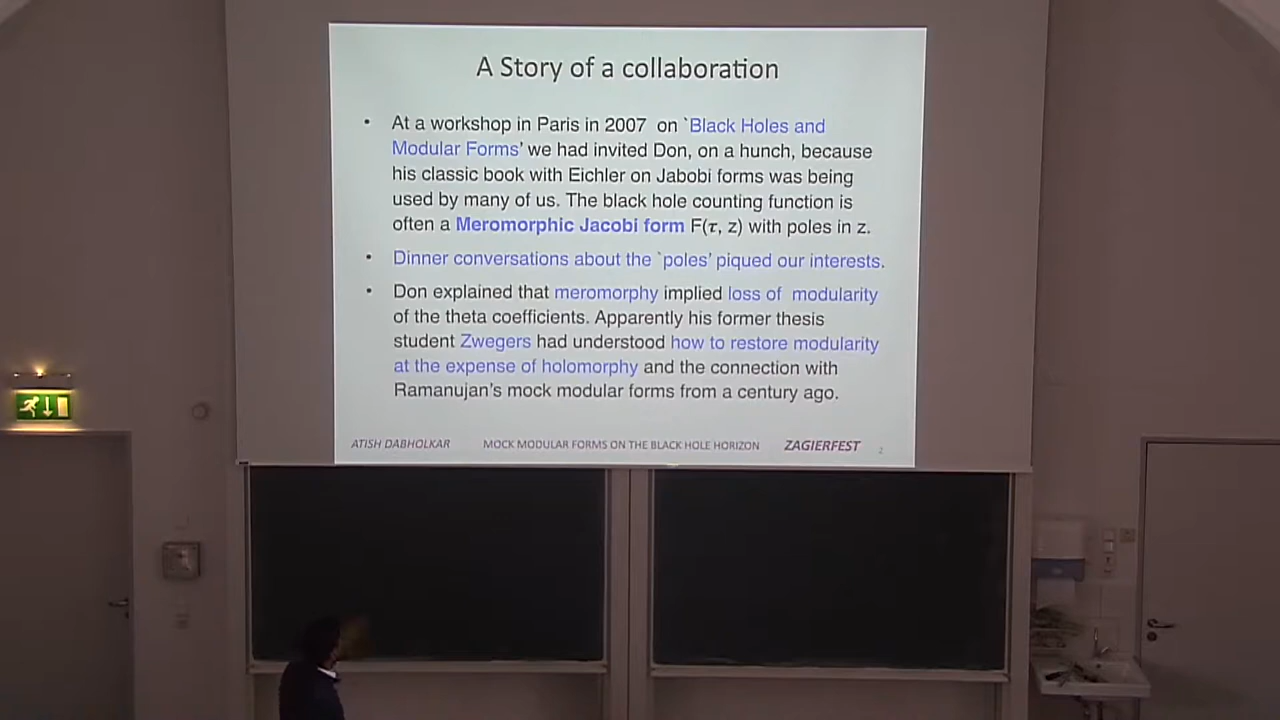 A Story of a collaboration
• At a workshop in Paris in 2007 on `Black Holes and
Modular Forms' we had invited Don, on a hunch, because
his classic book with Eichler on Jabobi forms was being
used by many of us. The black hole counting function is
often a Meromorphic Jacobi form F(τ, z) with poles in z.
• Dinner conversations about the `poles' piqued our interests.
• Don explained that meromorphy implied loss of modularity
of the theta coefficients. Apparently his former thesis
student Zwegers had understood how to restore modularity
at the expense of holomorphy and the connection with
Ramanujan's mock modular forms from a century ago.
ATISH DABHOLKAR MOCK MODULAR FORMS ON THE BLACK HOLE HORIZON ZAGIERFEST 2